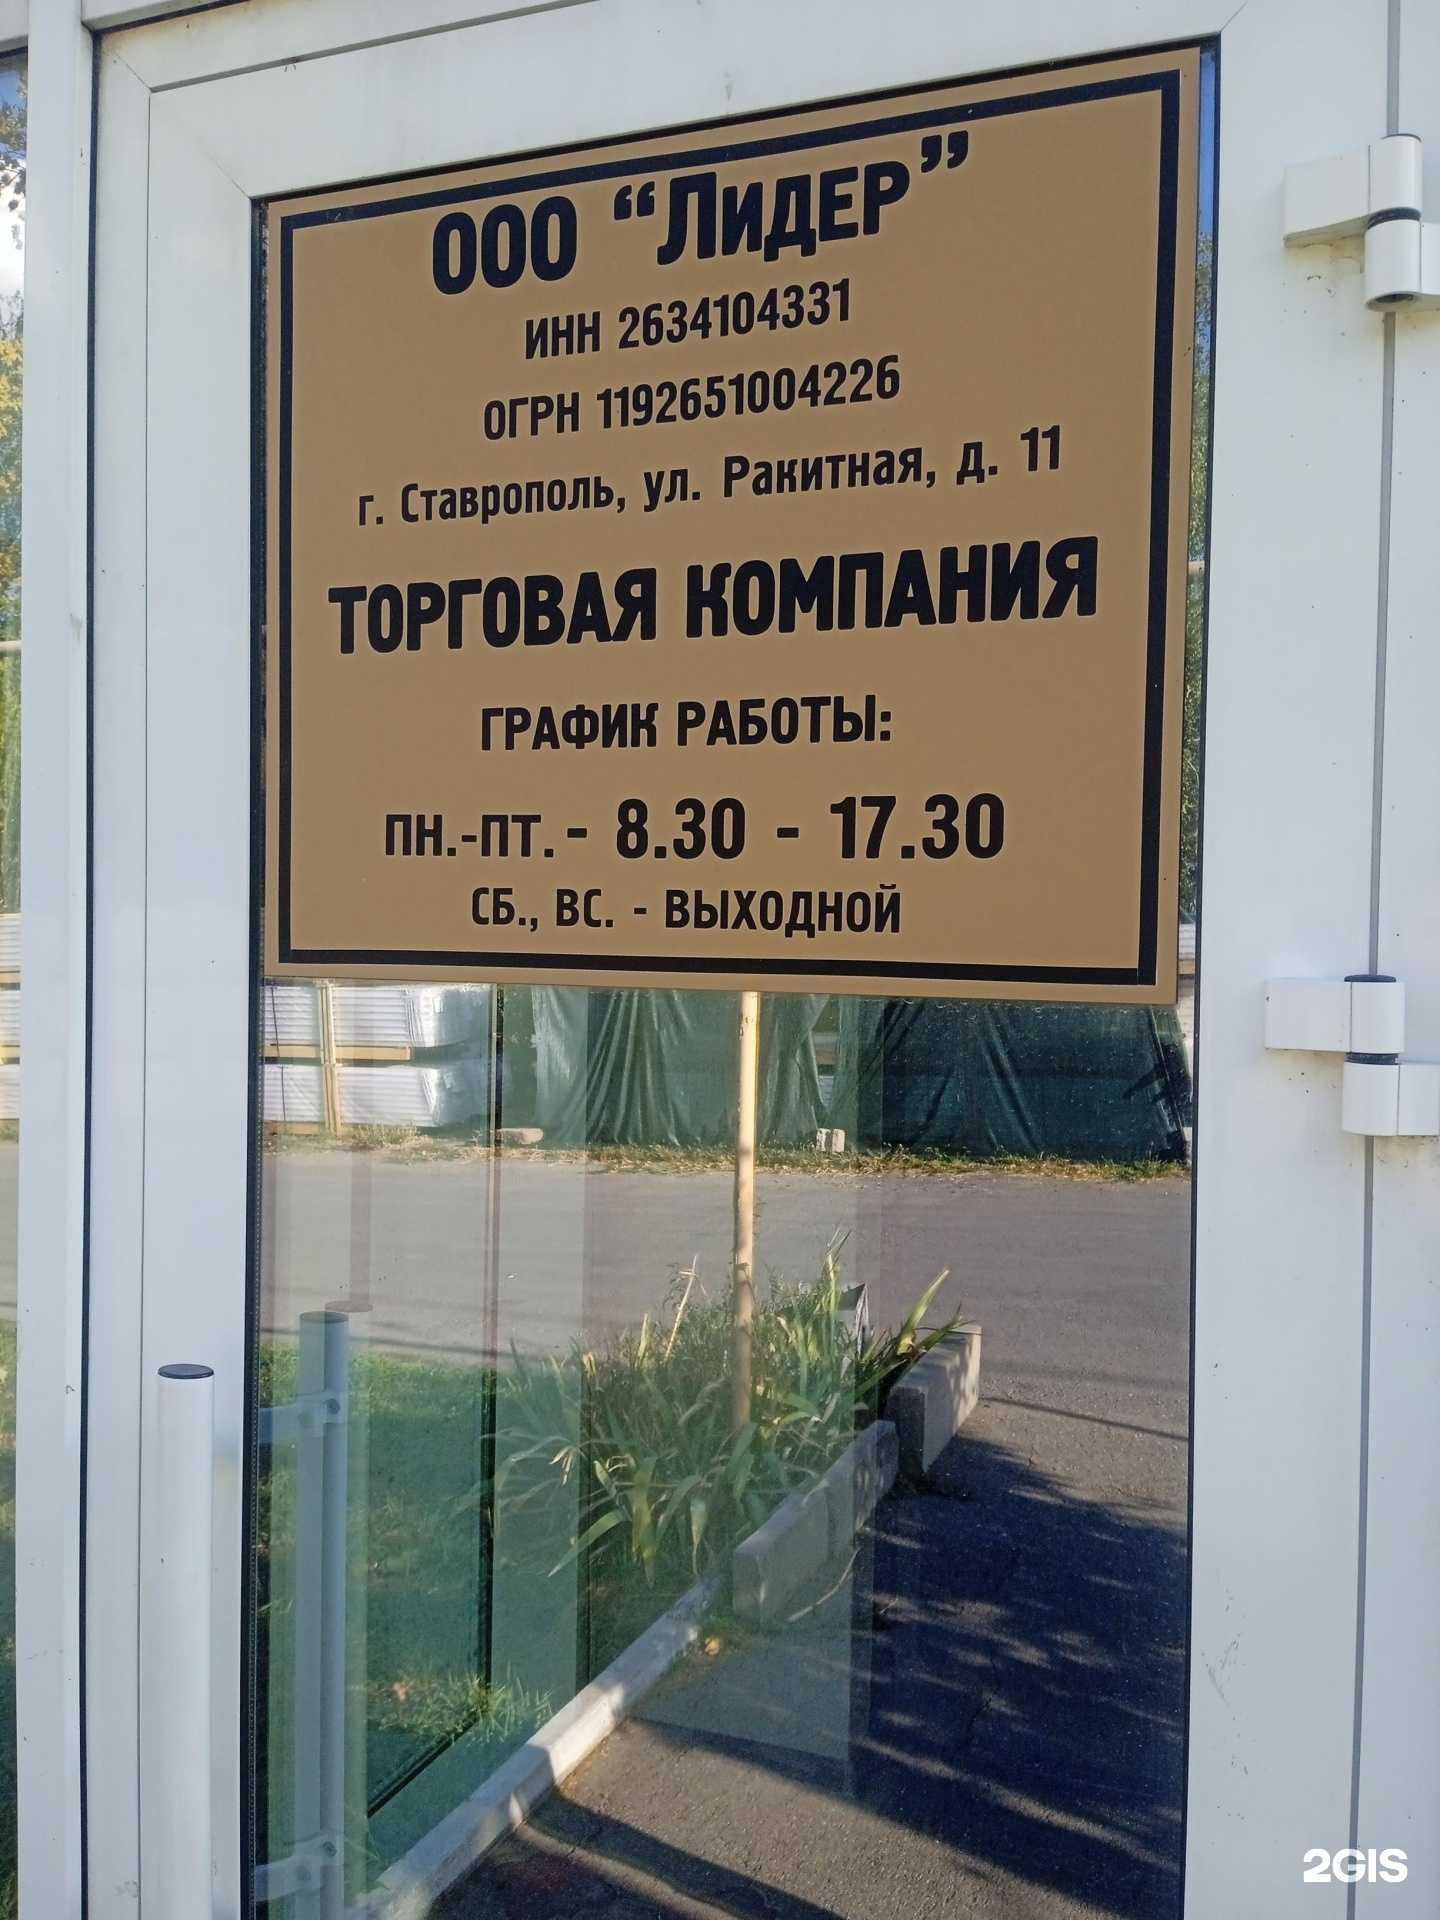 ООО “Лидер”
ИНН 2634104331
ОГРН 1192651004226
г. Ставрополь, ул. Ракитная, д. 11
ТОРГОВАЯ КОМПАНИЯ
ГРАФИК РАБОТЫ:
ПН.-ПТ. - 8.30 - 17.30
СБ., ВС. - ВЫХОДНОЙ
2GIS